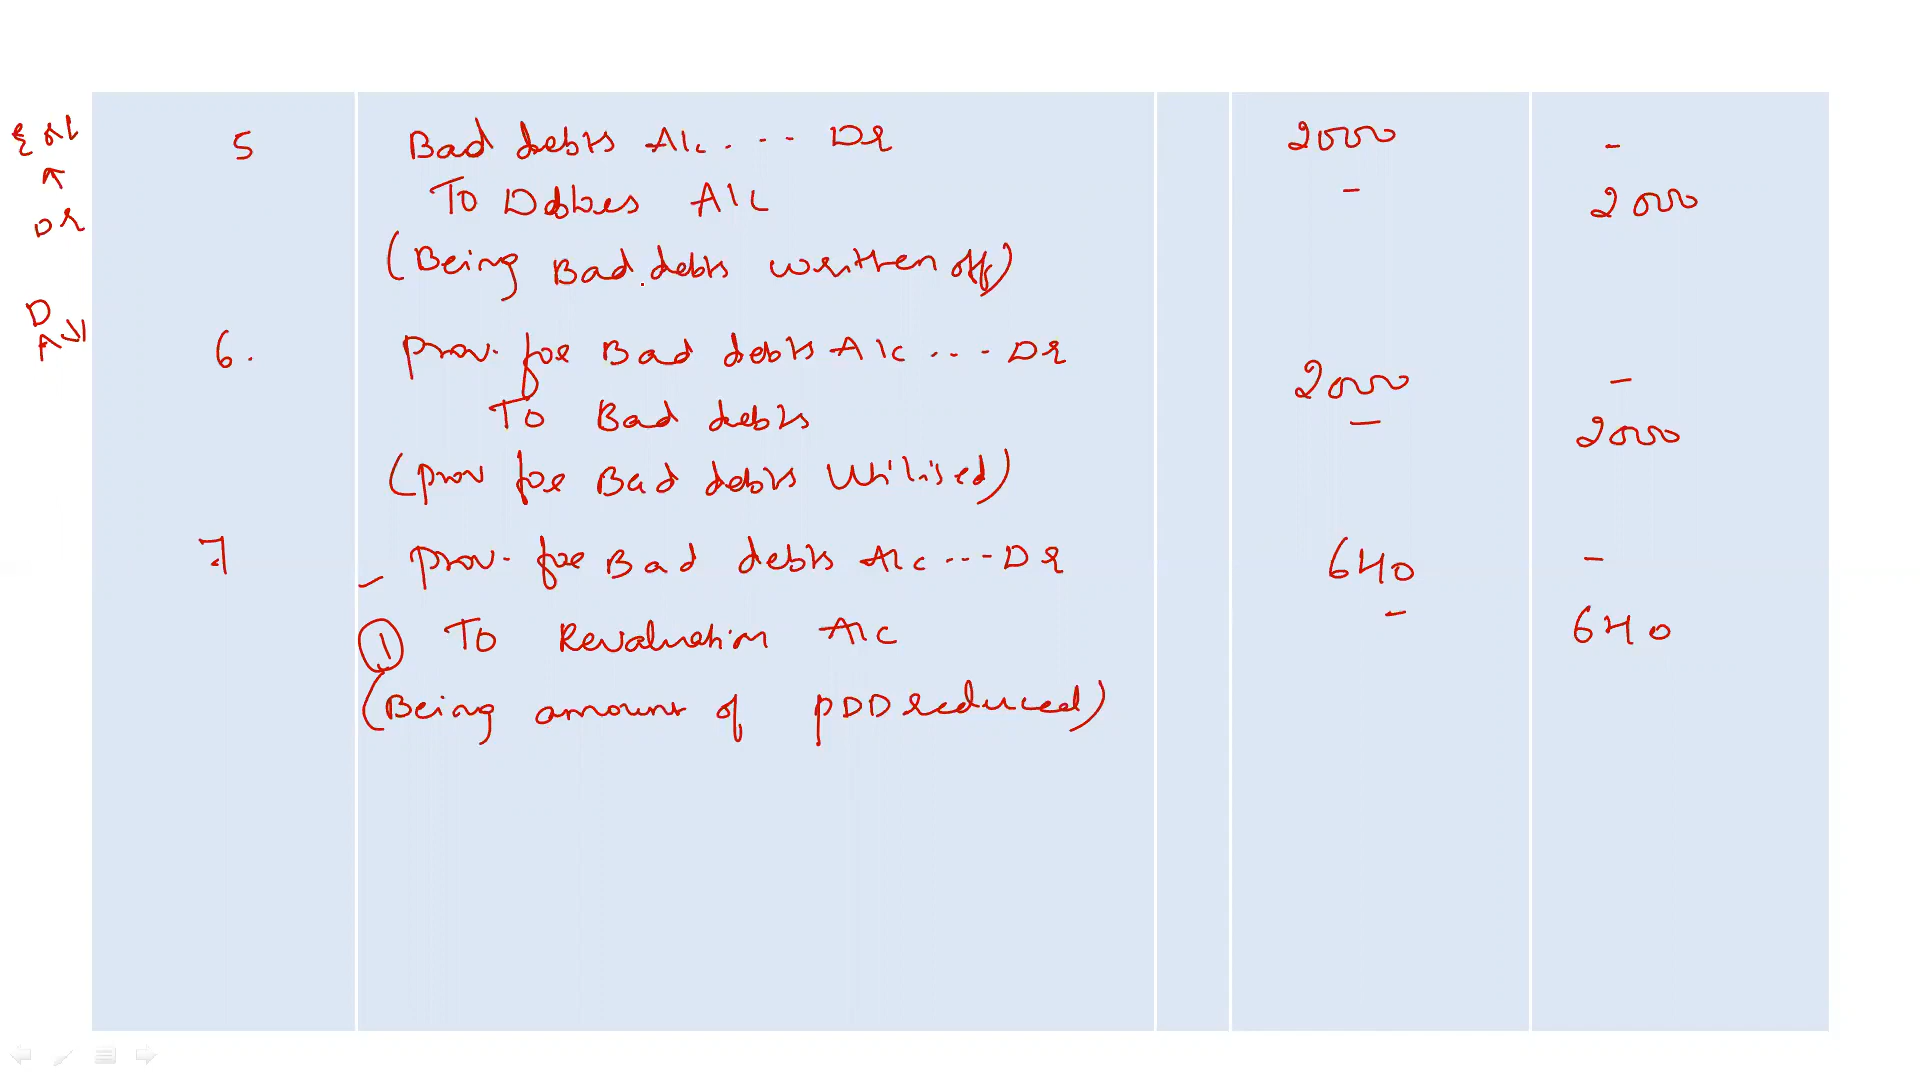 5 Bad debts A/c .... Dr 2000 -
To Debtors A/c - 2000
(Being Bad debts written off)
6. Prov. for Bad debts A/c .... Dr 2000 -
To Bad debts - 2000
(Prov for Bad debts Utilised)
7 Prov. for Bad debts A/c ... Dr 640 -
① To Revaluation A/c - 640
(Being amount of PDD reduced)
Dr
D
A